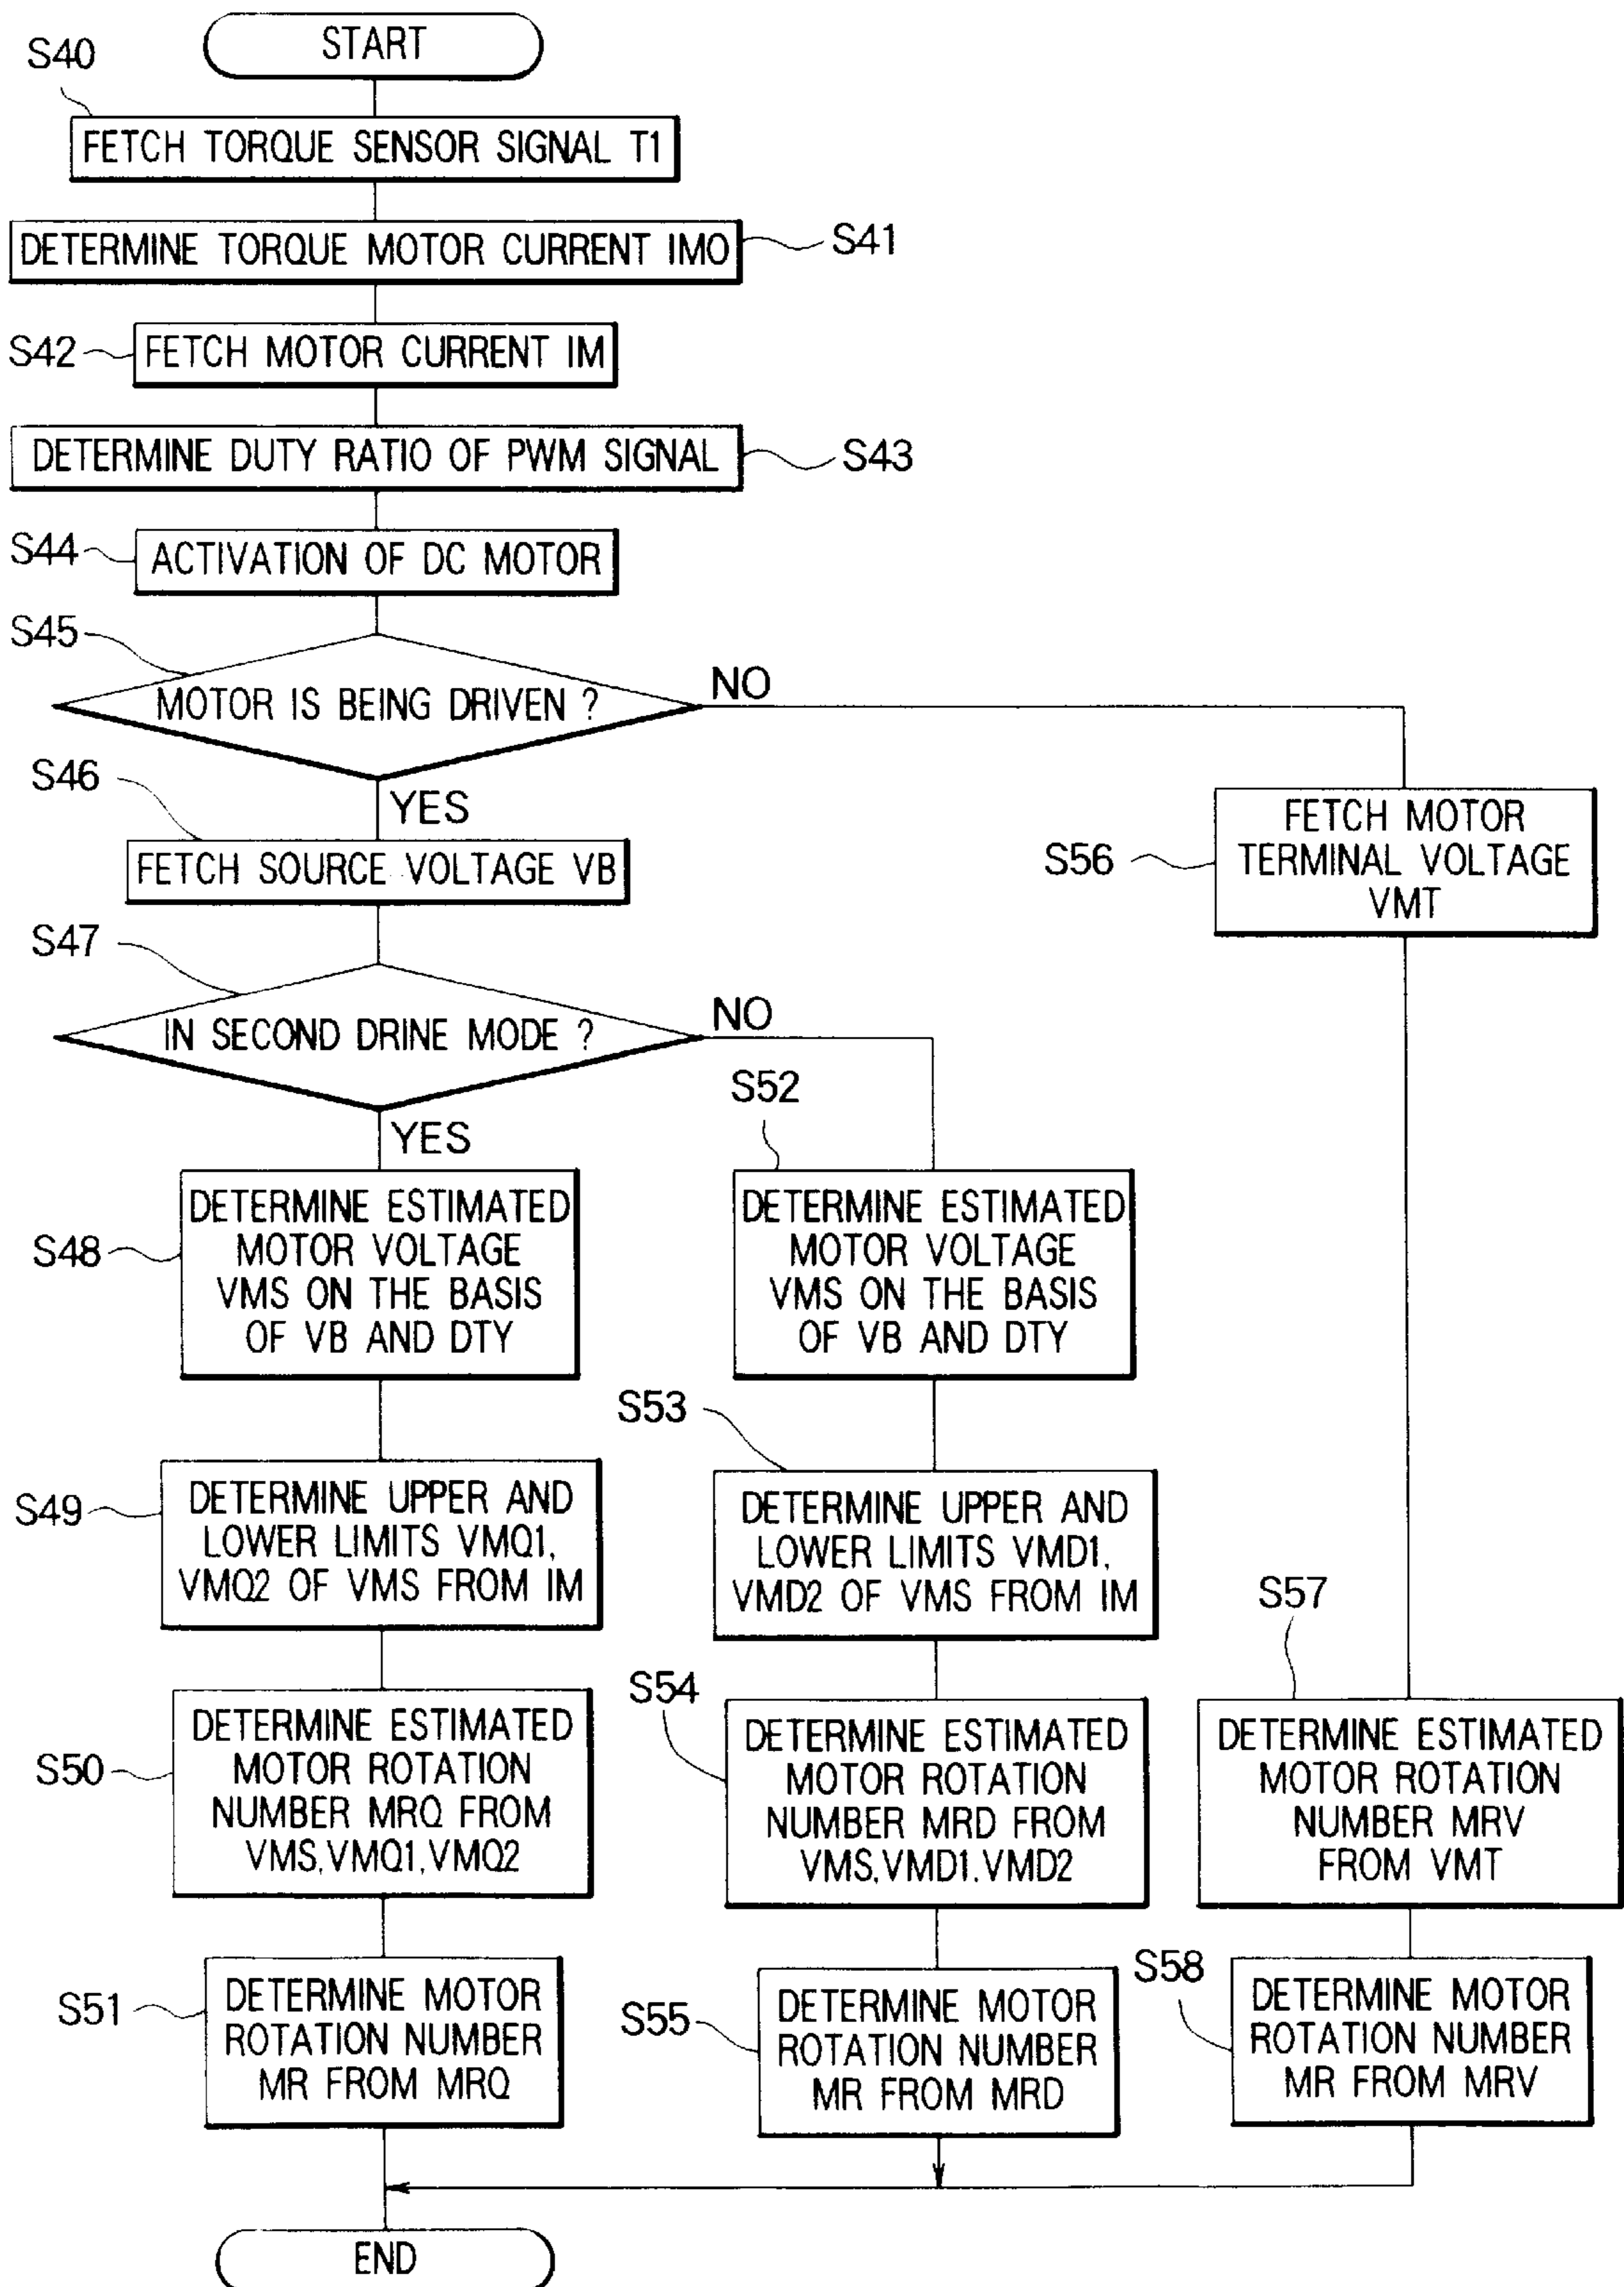 START
S40
FETCH TORQUE SENSOR SIGNAL T1
DETERMINE TORQUE MOTOR CURRENT IMO
S41
S42
FETCH MOTOR CURRENT IM
DETERMINE DUTY RATIO OF PWM SIGNAL
S43
S44
ACTIVATION OF DC MOTOR
S45
MOTOR IS BEING DRIVEN ?
NO
YES
S46
FETCH SOURCE VOLTAGE VB
S47
IN SECOND DRINE MODE ?
NO
YES
S48
DETERMINE ESTIMATED
MOTOR VOLTAGE
VMS ON THE BASIS
OF VB AND DTY
S49
DETERMINE UPPER AND
LOWER LIMITS VMQ1,
VMQ2 OF VMS FROM IM
S50
DETERMINE ESTIMATED
MOTOR ROTATION
NUMBER MRQ FROM
VMS,VMQ1,VMQ2
S51
DETERMINE MOTOR
ROTATION NUMBER
MR FROM MRQ
S52
DETERMINE ESTIMATED
MOTOR VOLTAGE
VMS ON THE BASIS
OF VB AND DTY
S53
DETERMINE UPPER AND
LOWER LIMITS VMD1,
VMD2 OF VMS FROM IM
S54
DETERMINE ESTIMATED
MOTOR ROTATION
NUMBER MRD FROM
VMS,VMD1,VMD2
S55
DETERMINE MOTOR
ROTATION NUMBER
MR FROM MRD
S56
FETCH MOTOR
TERMINAL VOLTAGE
VMT
S57
DETERMINE ESTIMATED
MOTOR ROTATION
NUMBER MRV
FROM VMT
S58
DETERMINE MOTOR
ROTATION NUMBER
MR FROM MRV
END